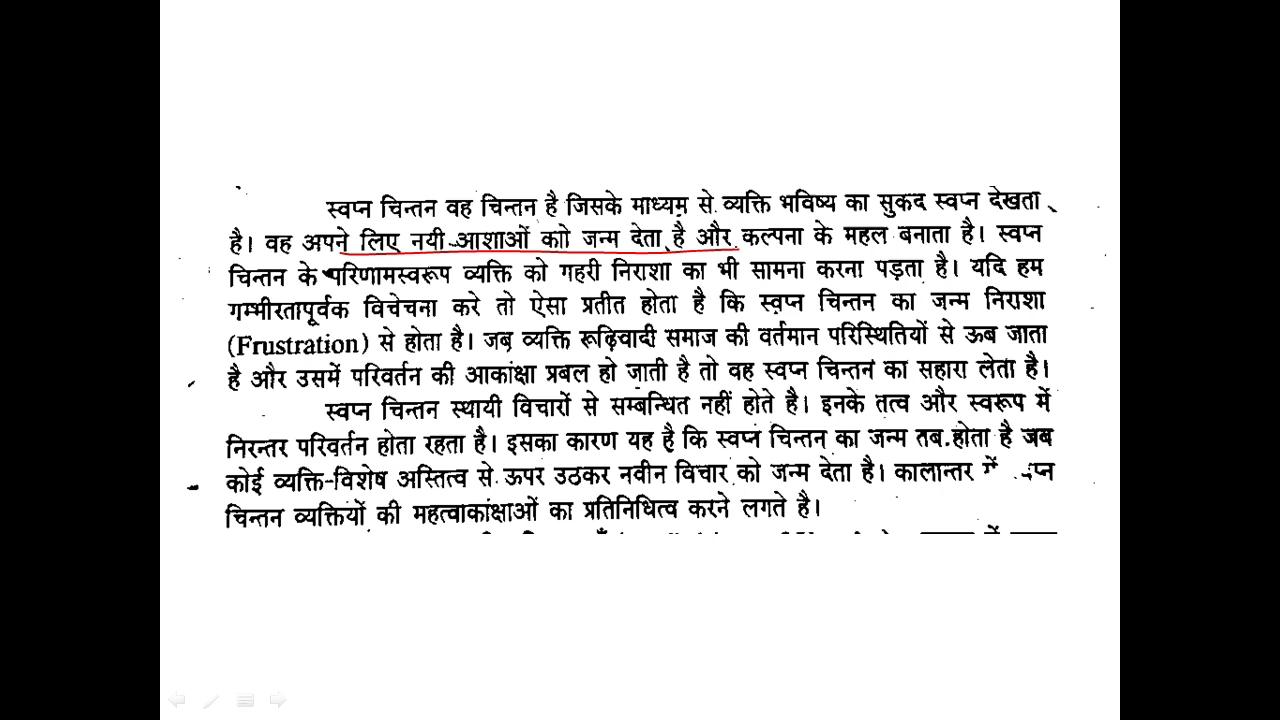 स्वप्न चिन्तन वह चिन्तन है जिसके माध्यम से व्यक्ति भविष्य का सुकद स्वप्न देखता
है। वह अपने लिए नयी आशाओं काो जन्म देता है और कल्पना के महल बनाता है। स्वप्न
चिन्तन के परिणामस्वरूप व्यक्ति को गहरी निराशा का भी सामना करना पड़ता है। यदि हम
गम्भीरतापूर्वक विचेचना करे तो ऐसा प्रतीत होता है कि स्वप्न चिन्तन का जन्म निराशा
(Frustration) से होता है। जब व्यक्ति रूढ़िवादी समाज की वर्तमान परिस्थितियों से ऊब जाता
है और उसमें परिवर्तन की आकांक्षा प्रबल हो जाती है तो वह स्वप्न चिन्तन का सहारा लेता है।
स्वप्न चिन्तन स्थायी विचारों से सम्बन्धित नहीं होते है। इनके तत्व और स्वरूप में
निरन्तर परिवर्तन होता रहता है। इसका कारण यह है कि स्वप्न चिन्तन का जन्म तब होता है जब
कोई व्यक्ति-विशेष अस्तित्व से ऊपर उठकर नवीन विचार को जन्म देता है। कालान्तर में
चिन्तन व्यक्तियों की महत्वाकांक्षाओं का प्रतिनिधित्व करने लगते है।